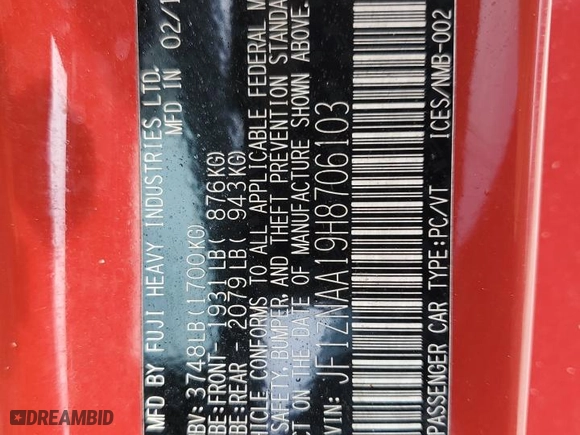 MFD BY FUJI HEAVY INDUSTRIES LTD.
MFD IN 02/1
BV: 3748LB(1700KG)
BE:FRONT 1931LB( 876KG)
BE:REAR 2079LB( 943KG)
HICLE CONFORMS TO ALL APPLICABLE FEDERAL M
SAFETY, BUMPER, AND THEFT PREVENTION STANDA
CT ON THE DATE OF MANUFACTURE SHOWN ABOVE.
VIN: JF1ZNAA19H8706103
PASSENGER CAR TYPE:PC/VT ICES/NMB-002
DREAMBID